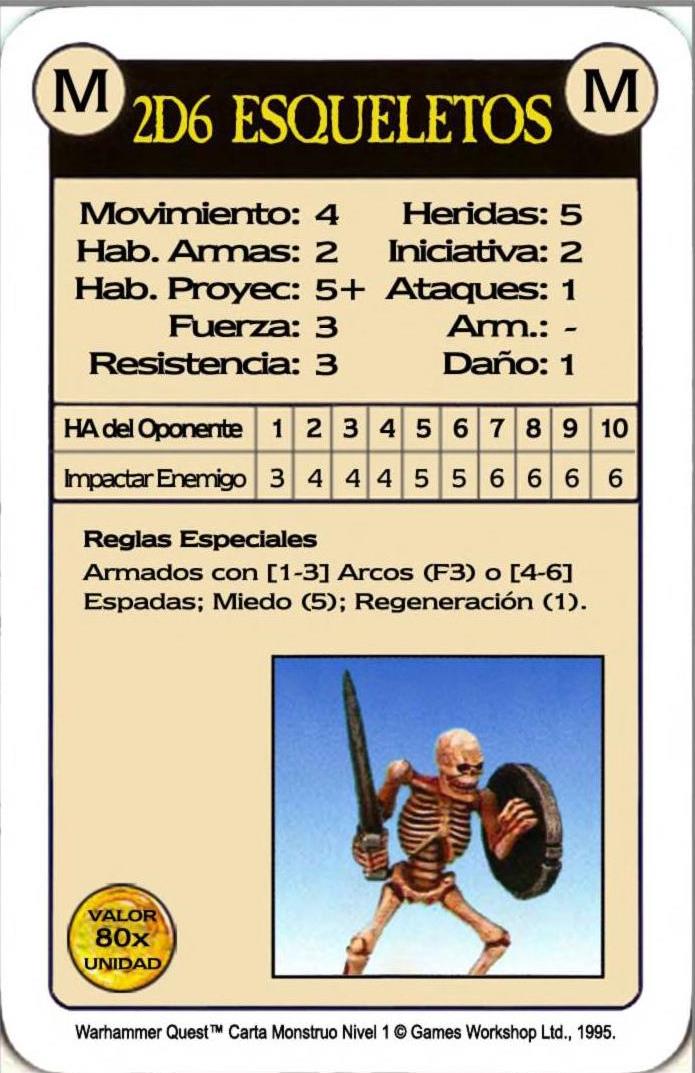 M M
2D6 ESQUELETOS
Movimiento: 4 Heridas: 5
Hab. Armas: 2 Iniciativa: 2
Hab. Proyec: 5+ Ataques: 1
Fuerza: 3 Arm.: -
Resistencia: 3 Daño: 1
HA del Oponente 1 2 3 4 5 6 7 8 9 10
Impactar Enemigo 3 4 4 4 5 5 6 6 6 6
Reglas Especiales
Armados con [1-3] Arcos (F3) o [4-6]
Espadas; Miedo (5); Regeneración (1).
VALOR
80x
UNIDAD
Warhammer Quest™ Carta Monstruo Nivel 1 © Games Workshop Ltd., 1995.